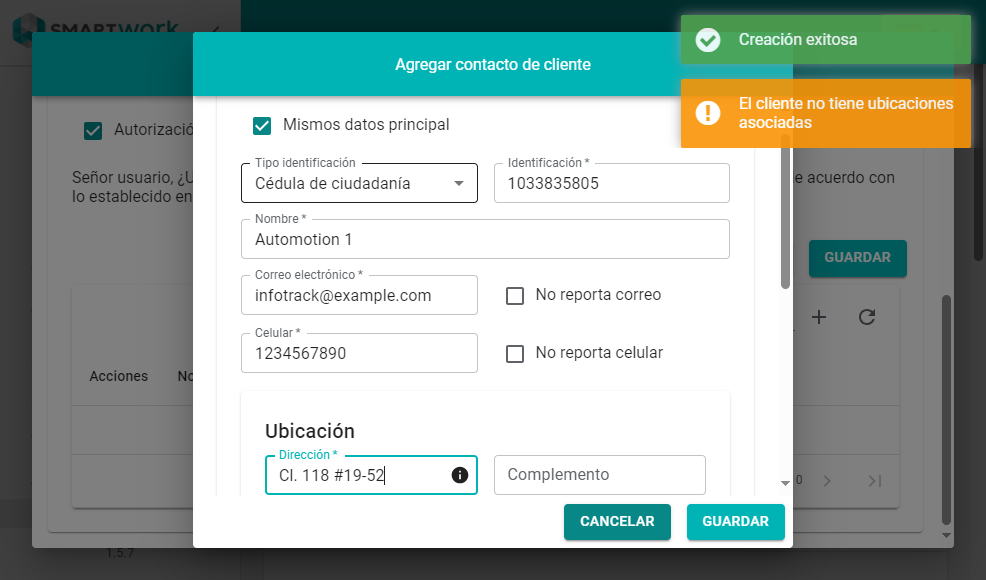 SMARTwork
Creación exitosa
Agregar contacto de cliente
El cliente no tiene ubicaciones
asociadas
Autorizació
Mismos datos principal
Tipo identificación
Cédula de ciudadanía
Identificación *
1033835805
Señor usuario, ¿U
de acuerdo con
lo establecido en
Nombre *
Automotion 1
GUARDAR
Correo electrónico *
infotrack@example.com
No reporta correo
Celular *
1234567890
No reporta celular
Acciones
No
Ubicación
Dirección *
Cl. 118 #19-52
Complemento
0
CANCELAR
GUARDAR
1.5.7